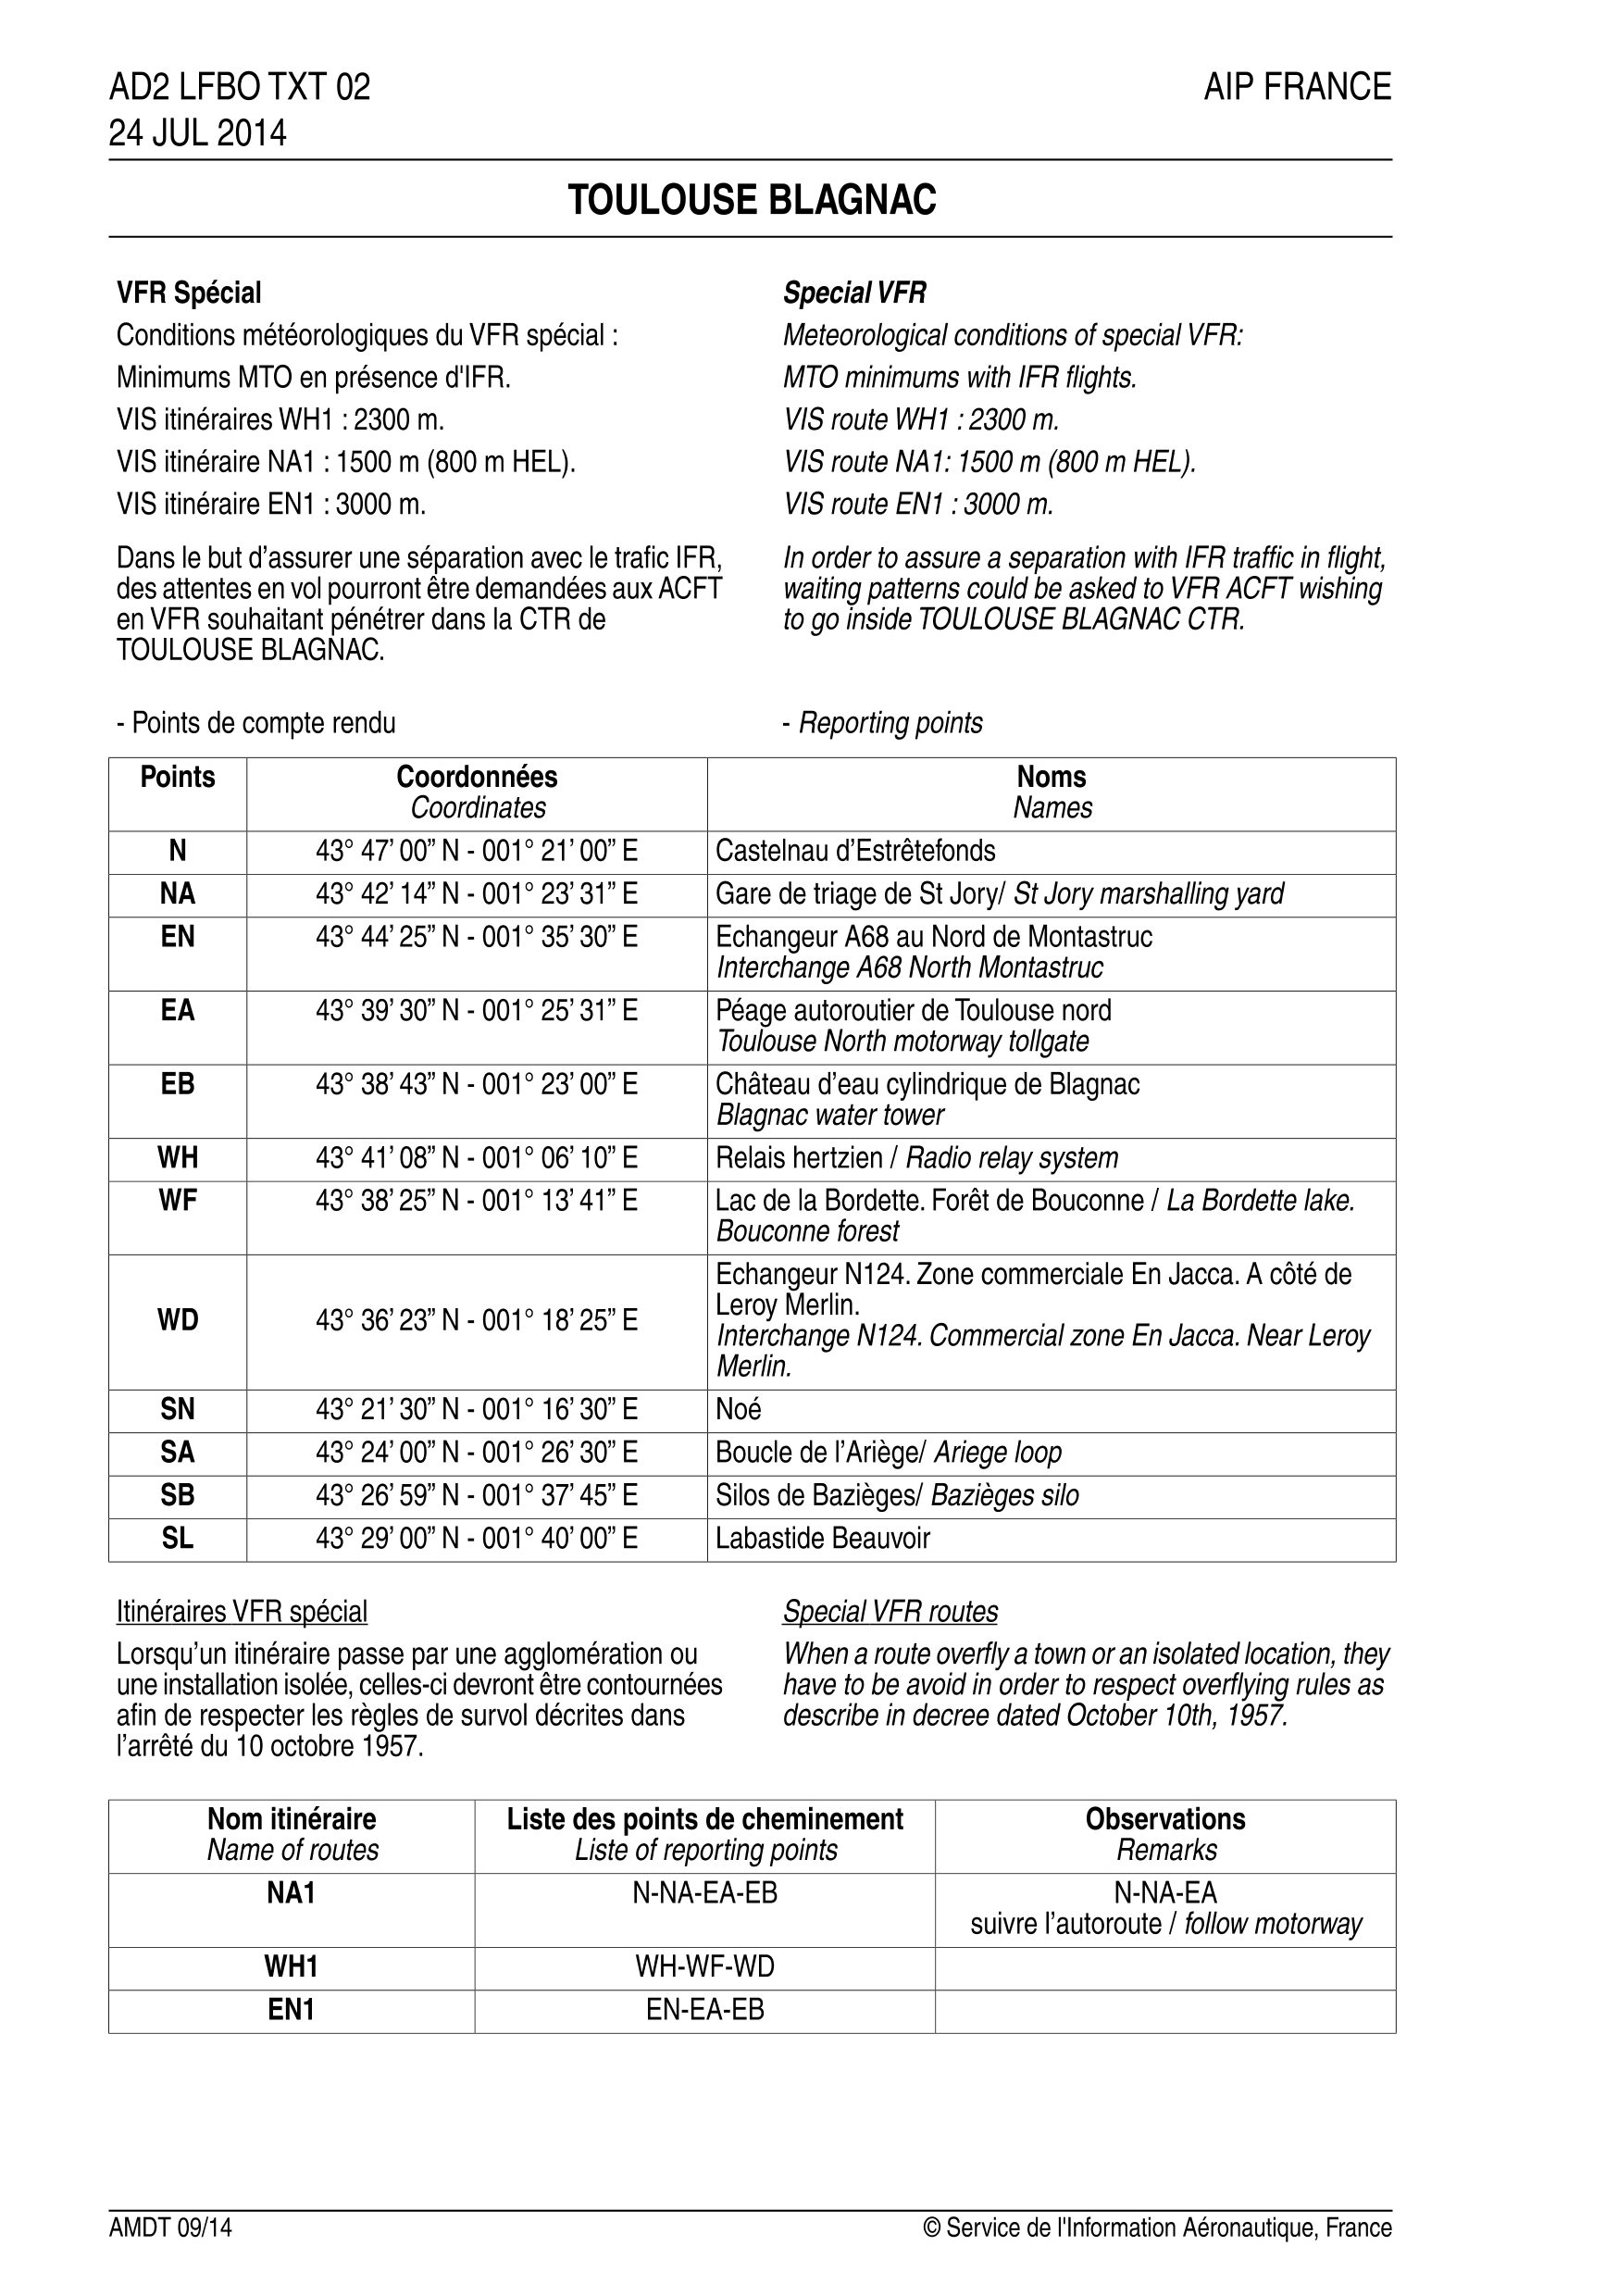 AD2 LFBO TXT 02
AIP FRANCE
24 JUL 2014
TOULOUSE BLAGNAC
VFR Spécial
Conditions météorologiques du VFR spécial :
Minimums MTO en présence d'IFR.
VIS itinéraires WH1 : 2300 m.
VIS itinéraire NA1 : 1500 m (800 m HEL).
VIS itinéraire EN1 : 3000 m.
Dans le but d’assurer une séparation avec le trafic IFR,
des attentes en vol pourront être demandées aux ACFT
en VFR souhaitant pénétrer dans la CTR de
TOULOUSE BLAGNAC.
Special VFR
Meteorological conditions of special VFR:
MTO minimums with IFR flights.
VIS route WH1 : 2300 m.
VIS route NA1: 1500 m (800 m HEL).
VIS route EN1 : 3000 m.
In order to assure a separation with IFR traffic in flight,
waiting patterns could be asked to VFR ACFT wishing
to go inside TOULOUSE BLAGNAC CTR.
- Points de compte rendu
- Reporting points
Points
Coordonnées
Coordinates
Noms
Names
N
43° 47’ 00” N - 001° 21’ 00” E
Castelnau d’Estrêtefonds
NA
43° 42’ 14” N - 001° 23’ 31” E
Gare de triage de St Jory/ St Jory marshalling yard
EN
43° 44’ 25” N - 001° 35’ 30” E
Echangeur A68 au Nord de Montastruc
Interchange A68 North Montastruc
EA
43° 39’ 30” N - 001° 25’ 31” E
Péage autoroutier de Toulouse nord
Toulouse North motorway tollgate
EB
43° 38’ 43” N - 001° 23’ 00” E
Château d’eau cylindrique de Blagnac
Blagnac water tower
WH
43° 41’ 08” N - 001° 06’ 10” E
Relais hertzien / Radio relay system
WF
43° 38’ 25” N - 001° 13’ 41” E
Lac de la Bordette. Forêt de Bouconne / La Bordette lake.
Bouconne forest
WD
43° 36’ 23” N - 001° 18’ 25” E
Echangeur N124. Zone commerciale En Jacca. A côté de
Leroy Merlin.
Interchange N124. Commercial zone En Jacca. Near Leroy
Merlin.
SN
43° 21’ 30” N - 001° 16’ 30” E
Noé
SA
43° 24’ 00” N - 001° 26’ 30” E
Boucle de l’Ariège/ Ariege loop
SB
43° 26’ 59” N - 001° 37’ 45” E
Silos de Bazièges/ Bazièges silo
SL
43° 29’ 00” N - 001° 40’ 00” E
Labastide Beauvoir
Itinéraires VFR spécial
Lorsqu’un itinéraire passe par une agglomération ou
une installation isolée, celles-ci devront être contournées
afin de respecter les règles de survol décrites dans
l’arrêté du 10 octobre 1957.
Special VFR routes
When a route overfly a town or an isolated location, they
have to be avoid in order to respect overflying rules as
describe in decree dated October 10th, 1957.
Nom itinéraire
Name of routes
Liste des points de cheminement
Liste of reporting points
Observations
Remarks
NA1
N-NA-EA-EB
N-NA-EA
suivre l’autoroute / follow motorway
WH1
WH-WF-WD
EN1
EN-EA-EB
AMDT 09/14
© Service de l'Information Aéronautique, France